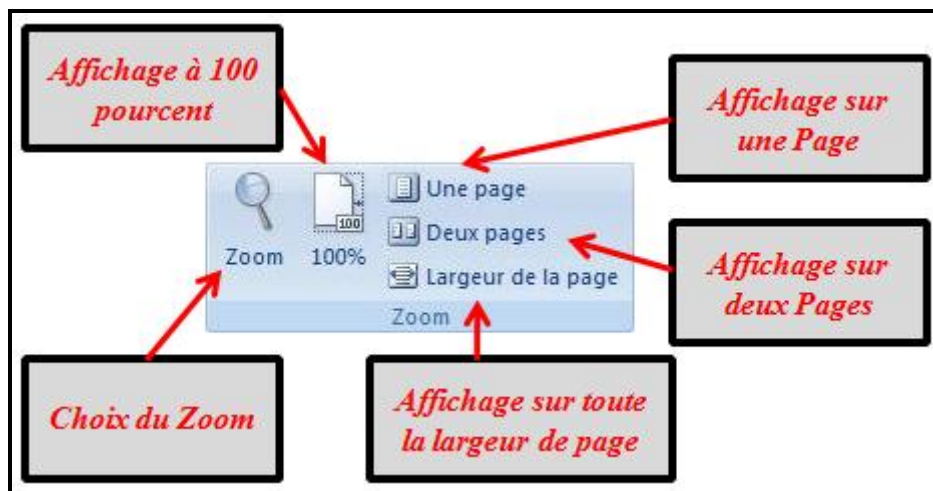 Affichage à 100
pourcent
Affichage sur
une Page
100
Zoom
100%
Une page
Deux pages
Largeur de la page
Zoom
Affichage sur
deux Pages
Choix du Zoom
Affichage sur toute
la largeur de page